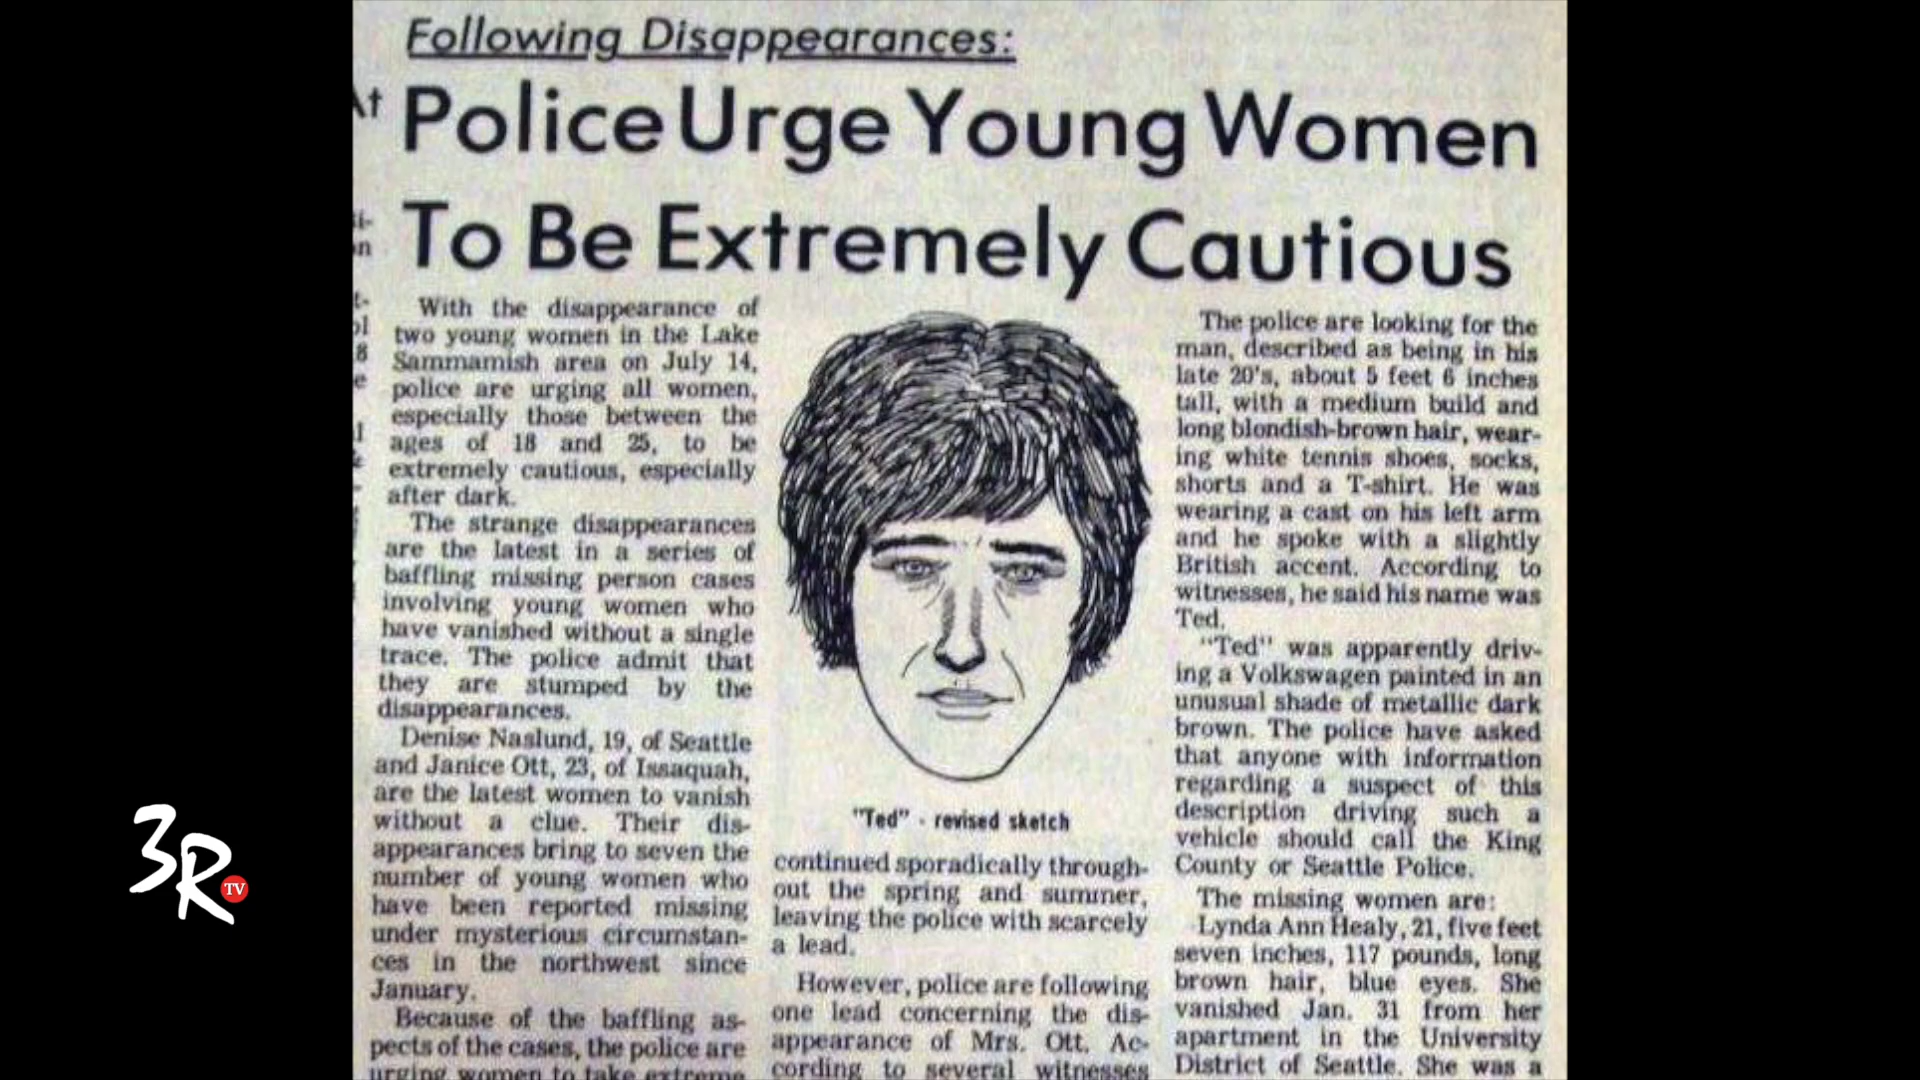 Following Disappearances:
At
Police Urge Young Women
To Be Extremely Cautious
With the disappearance of
two young women in the Lake
Sammamish area on July 14,
police are urging all women,
especially those between the
ages of 18 and 25, to be
extremely cautious, especially
after dark.
The strange disappearances
are the latest in a series of
baffling missing person cases
involving young women who
have vanished without a single
trace. The police admit that
they are stumped by the
disappearances.
Denise Naslund, 19, of Seattle
and Janice Ott, 23, of Issaquah,
are the latest women to vanish
without a clue. Their dis-
appearances bring to seven the
number of young women who
have been reported missing
under mysterious circumstan-
ces in the northwest since
January.
Because of the baffling as-
pects of the cases, the police are
urging women to take extreme
"Ted" - revised sketch
continued sporadically through-
out the spring and summer,
leaving the police with scarcely
a lead.
However, police are following
one lead concerning the dis-
appearance of Mrs. Ott. Ac-
cording to several witnesses
The police are looking for the
man, described as being in his
late 20's, about 5 feet 6 inches
tall, with a medium build and
long blondish-brown hair, wear-
ing white tennis shoes, socks,
shorts and a T-shirt. He was
wearing a cast on his left arm
and he spoke with a slightly
British accent. According to
witnesses, he said his name was
Ted.
"Ted" was apparently driv-
ing a Volkswagen painted in an
unusual shade of metallic dark
brown. The police have asked
that anyone with information
regarding a suspect of this
description driving such a
vehicle should call the King
County or Seattle Police.
The missing women are:
Lynda Ann Healy, 21, five feet
seven inches, 117 pounds, long
brown hair, blue eyes. She
vanished Jan. 31 from her
apartment in the University
District of Seattle. She was a
3R TV